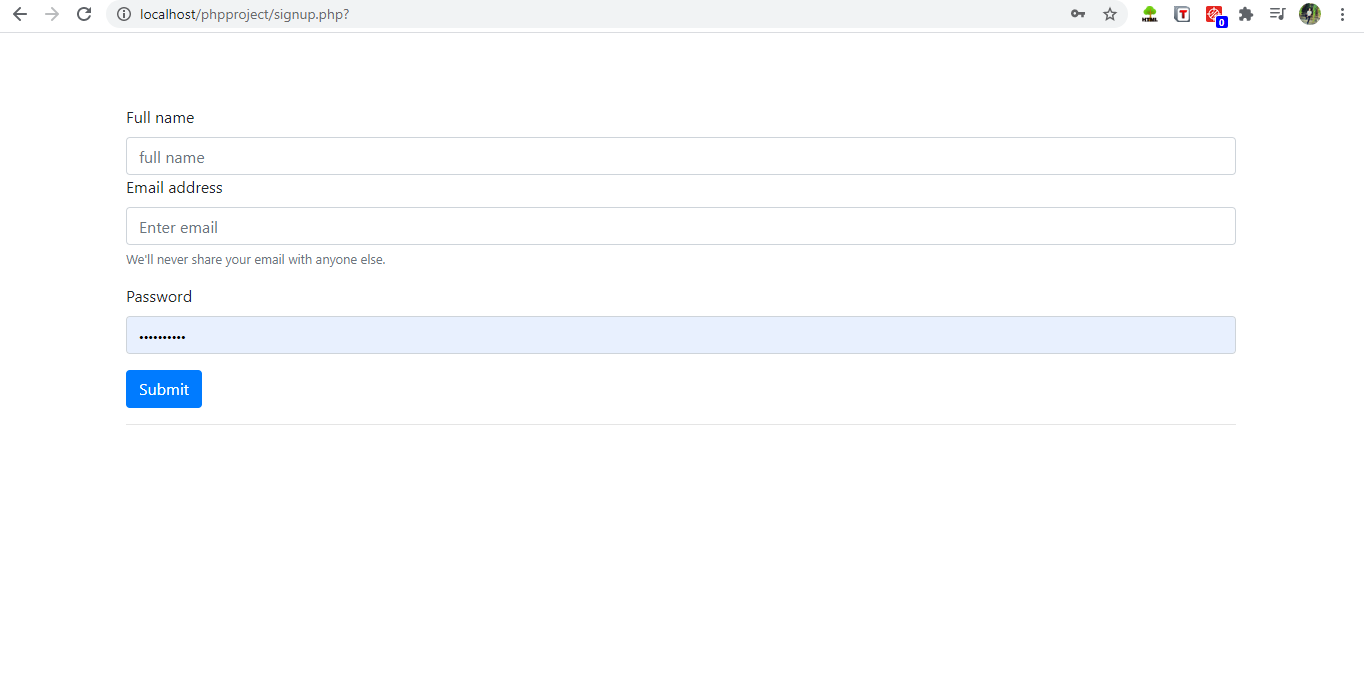 localhost/phpproject/signup.php?
HTML
T
0
Full name
full name
Email address
Enter email
We'll never share your email with anyone else.
Password
••••••••••
Submit